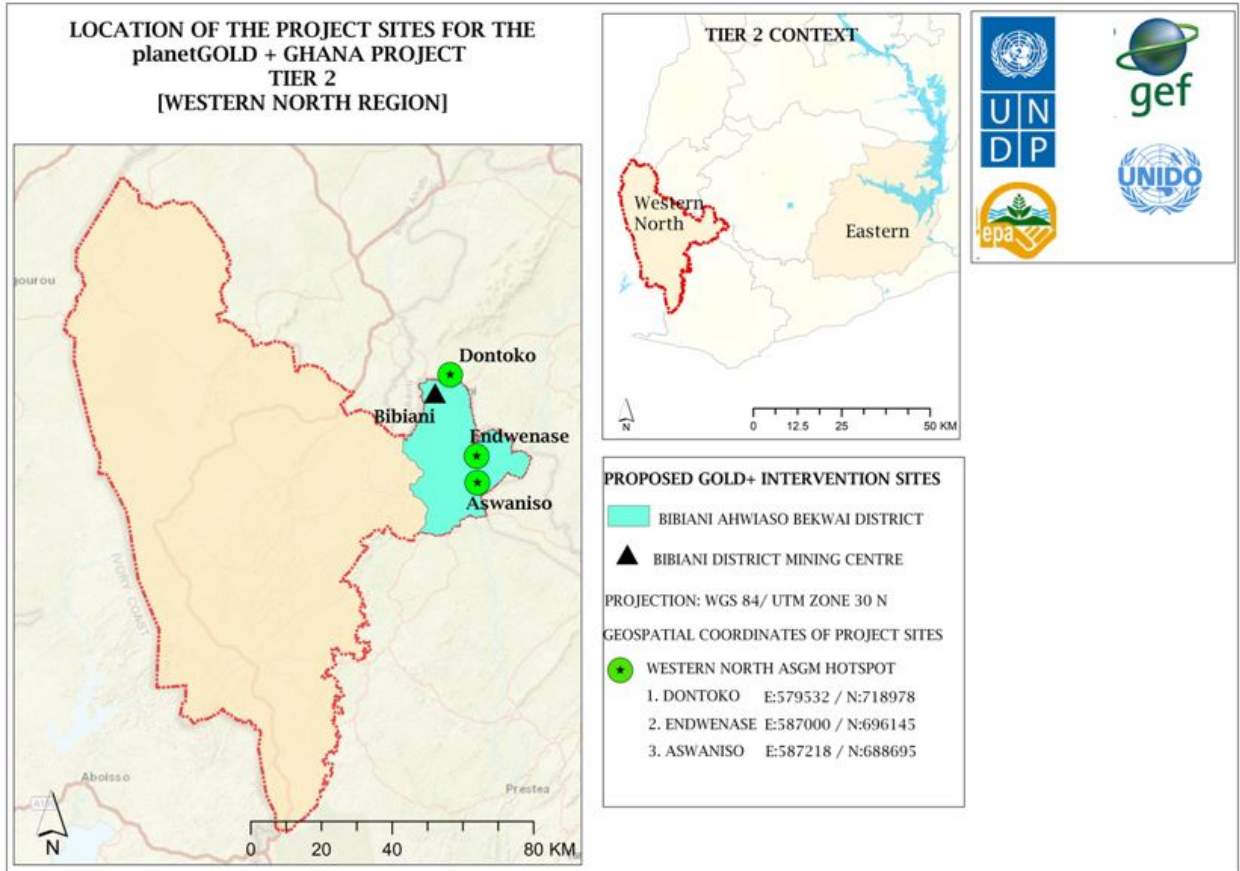 LOCATION OF THE PROJECT SITES FOR THE
planetGOLD + GHANA PROJECT
TIER 2
[WESTERN NORTH REGION]
Dontoko
Bibiani
Endwenase
Aswaniso
gourou
IVORY COAST
Aboisso
Prestea
N
0 20 40 80 KM
TIER 2 CONTEXT
Western
North
Eastern
N
0 12.5 25 50 KM
U N
D P
gef
epa
UNIDO
PROPOSED GOLD+ INTERVENTION SITES
BIBIANI AHWIASO BEKWAI DISTRICT
BIBIANI DISTRICT MINING CENTRE
PROJECTION: WGS 84/ UTM ZONE 30 N
GEOSPATIAL COORDINATES OF PROJECT SITES
WESTERN NORTH ASGM HOTSPOT
1. DONTOKO E:579532 / N:718978
2. ENDWENASE E:587000 / N:696145
3. ASWANISO E:587218 / N:688695